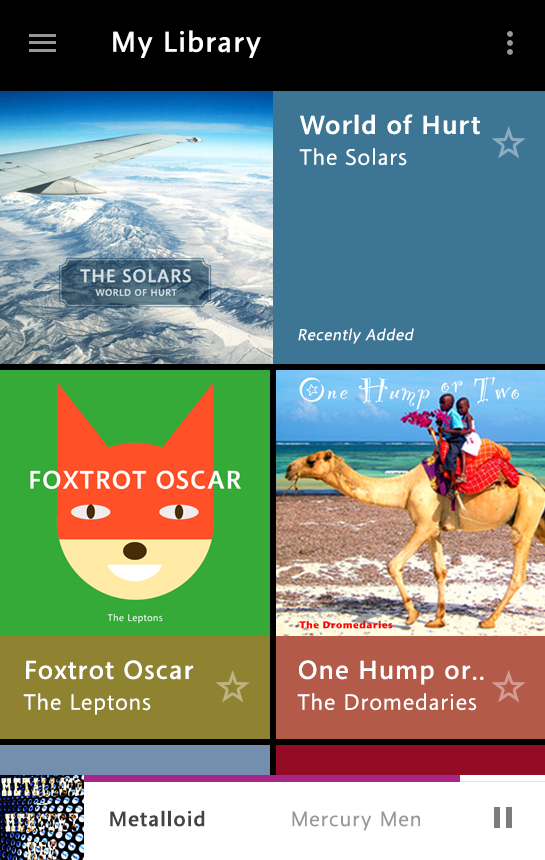 My Library
THE SOLARS
WORLD OF HURT
World of Hurt
The Solars
Recently Added
FOXTROT OSCAR
The Leptons
Foxtrot Oscar
The Leptons
One Hump or Two
The Dromedaries
One Hump or..
The Dromedaries
Metalloid
Mercury Men